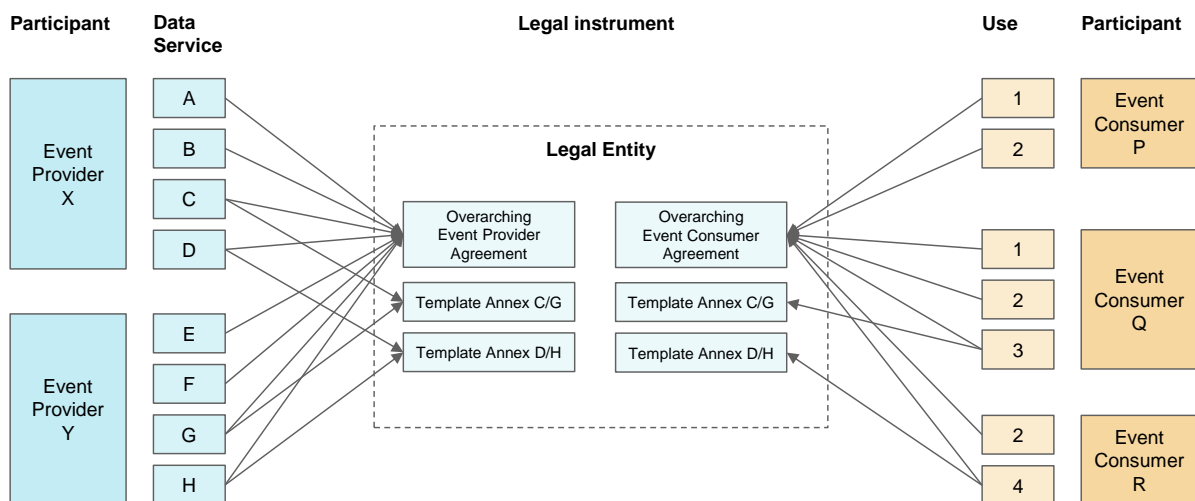 Participant
Data
Service
Legal instrument
Use
Participant
Event
Provider
X
A
B
C
D
Event
Provider
Y
E
F
G
H
Legal Entity
Overarching
Event Provider
Agreement
Template Annex C/G
Template Annex D/H
Overarching
Event Consumer
Agreement
Template Annex C/G
Template Annex D/H
1
2
Event
Consumer
P
1
2
3
Event
Consumer
Q
2
4
Event
Consumer
R